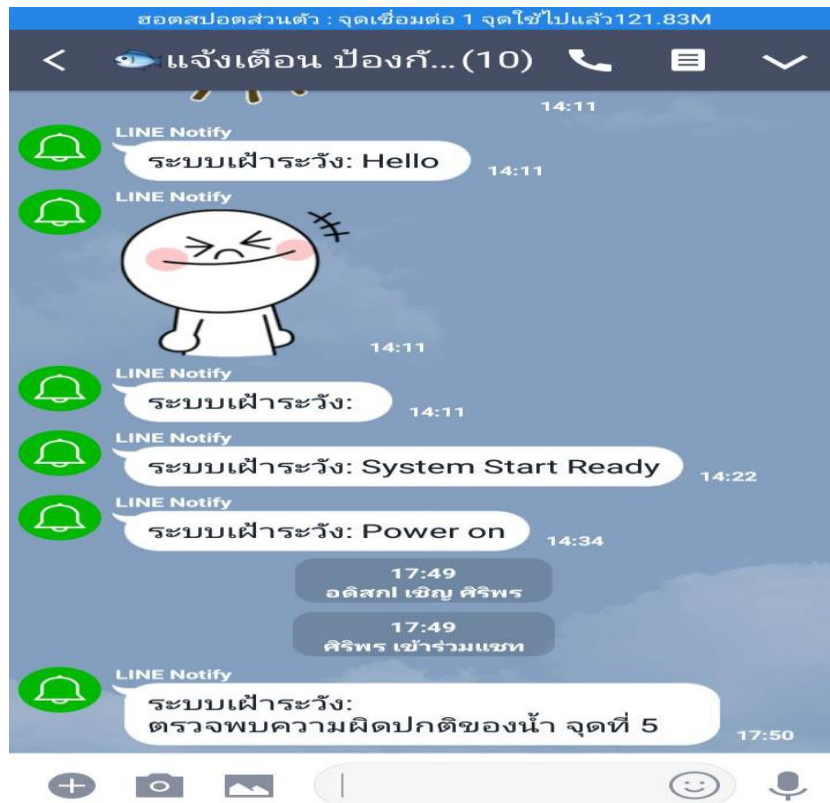 ฮอตสปอตส่วนตัว : จุดเชื่อมต่อ 1 จุดใช้ไปแล้ว121.83M
แจ้งเตือน ป้องกั...(10)
14:11
LINE Notify
ระบบเฝ้าระวัง: Hello
14:11
LINE Notify
14:11
LINE Notify
ระบบเฝ้าระวัง:
14:11
LINE Notify
ระบบเฝ้าระวัง: System Start Ready
14:22
LINE Notify
ระบบเฝ้าระวัง: Power on
14:34
17:49
อดิสกl เชิญ ศิริพร
17:49
ศิริพร เข้าร่วมแชท
LINE Notify
ระบบเฝ้าระวัง:
ตรวจพบความผิดปกติของน้ำ จุดที่ 5
17:50